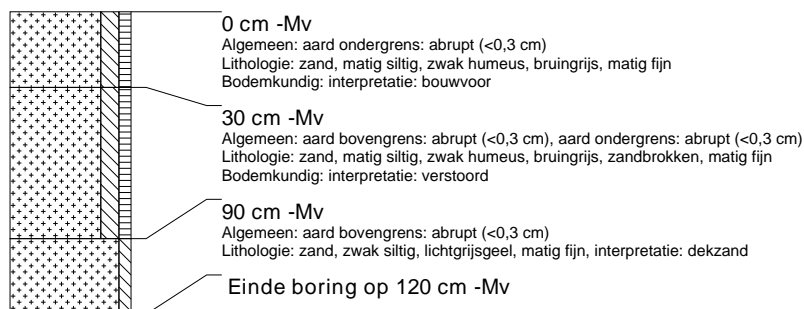 0 cm -Mv
Algemeen: aard ondergrens: abrupt (<0,3 cm)
Lithologie: zand, matig siltig, zwak humeus, bruingrijs, matig fijn
Bodemkundig: interpretatie: bouwvoor
30 cm -Mv
Algemeen: aard bovengrens: abrupt (<0,3 cm), aard ondergrens: abrupt (<0,3 cm)
Lithologie: zand, matig siltig, zwak humeus, bruingrijs, zandbrokken, matig fijn
Bodemkundig: interpretatie: verstoord
90 cm -Mv
Algemeen: aard bovengrens: abrupt (<0,3 cm)
Lithologie: zand, zwak siltig, lichtgrijsgeel, matig fijn, interpretatie: dekzand
Einde boring op 120 cm -Mv